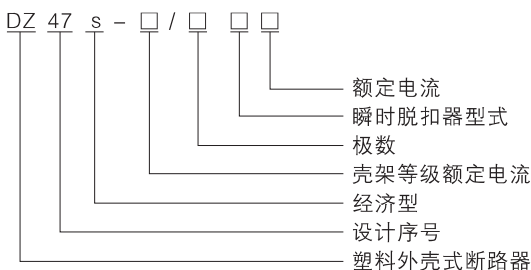 DZ 47 s - □ / □ □ □
额定电流
瞬时脱扣器型式
极数
壳架等级额定电流
经济型
设计序号
塑料外壳式断路器